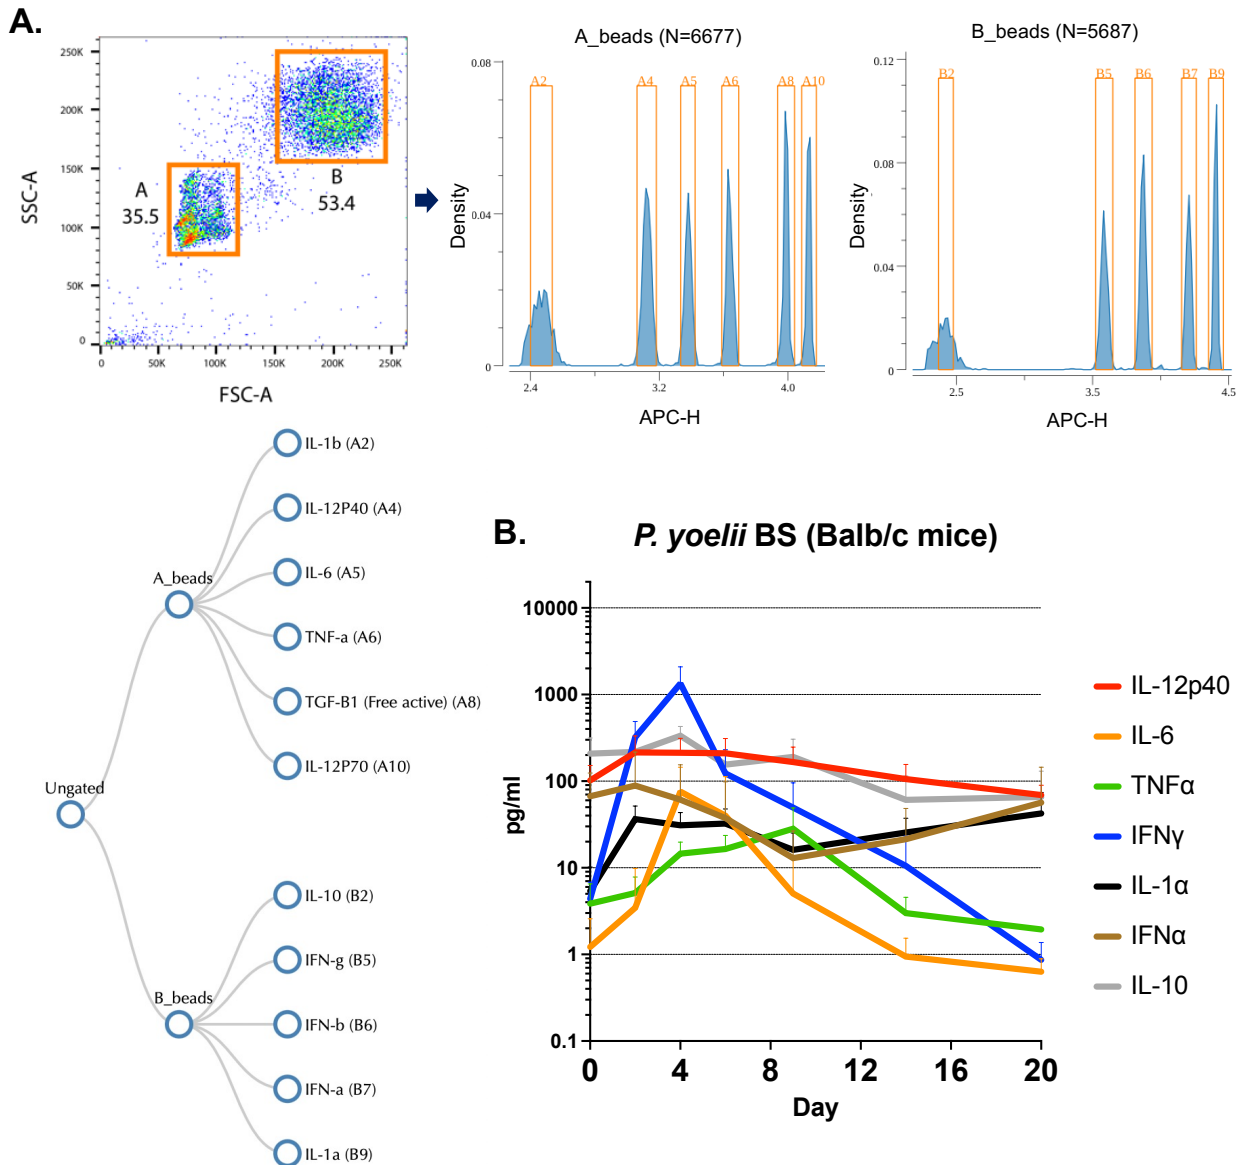 A.
250K
200K
150K
100K
50K
0
SSC-A
A
35.5
B
53.4
0
50K
100K
150K
200K
250K
FSC-A
A_beads (N=6677)
0.08
0.04
0
Density
A2
A4
A5
A6
A8
A10
2.4
3.2
4.0
APC-H
B_beads (N=5687)
0.12
0.08
0.04
0
Density
B2
B5
B6
B7
B9
2.5
3.5
4.5
APC-H
Ungated
A_beads
IL-1b (A2)
IL-12P40 (A4)
IL-6 (A5)
TNF-a (A6)
TGF-B1 (Free active) (A8)
IL-12P70 (A10)
B_beads
IL-10 (B2)
IFN-g (B5)
IFN-b (B6)
IFN-a (B7)
IL-1a (B9)
B.
P. yoelii BS (Balb/c mice)
10000
1000
100
10
1
0.1
pg/ml
0
4
8
12
16
20
Day
IL-12p40
IL-6
TNFα
IFNγ
IL-1α
IFNα
IL-10